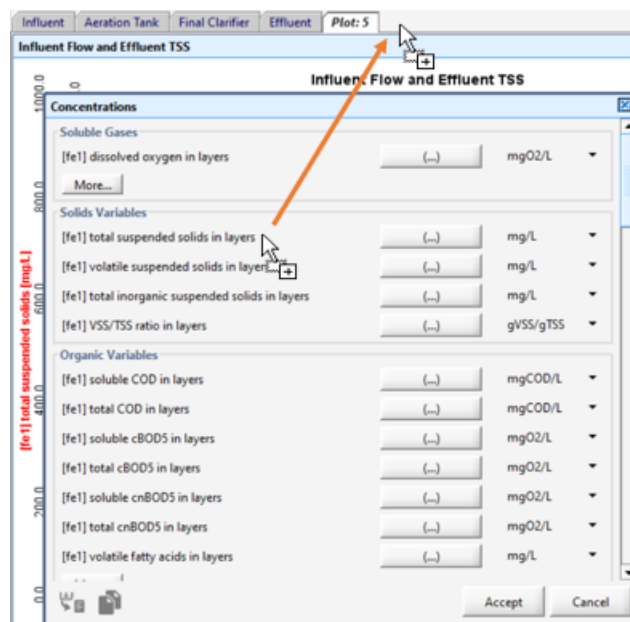 Influent Aeration Tank Final Clarifier Effluent Plot: 5
Influent Flow and Effluent TSS
Influent Flow and Effluent TSS
1000.0
.0
Concentrations
Soluble Gases
[fe1] dissolved oxygen in layers (...) mgO2/L
More...
800.0
Solids Variables
[fe1] total suspended solids in layers (...) mg/L
[fe1] volatile suspended solids in layers (...) mg/L
[fe1] total inorganic suspended solids in layers (...) mg/L
[fe1] VSS/TSS ratio in layers (...) gVSS/gTSS
600.0
[fe1] total suspended solids [mg/L]
Organic Variables
[fe1] soluble COD in layers (...) mgCOD/L
[fe1] total COD in layers (...) mgCOD/L
400.0
[fe1] soluble cBOD5 in layers (...) mgO2/L
[fe1] total cBOD5 in layers (...) mgO2/L
[fe1] soluble cnBOD5 in layers (...) mgO2/L
200.0
[fe1] total cnBOD5 in layers (...) mgO2/L
[fe1] volatile fatty acids in layers (...) mg/L
0.0
Accept Cancel